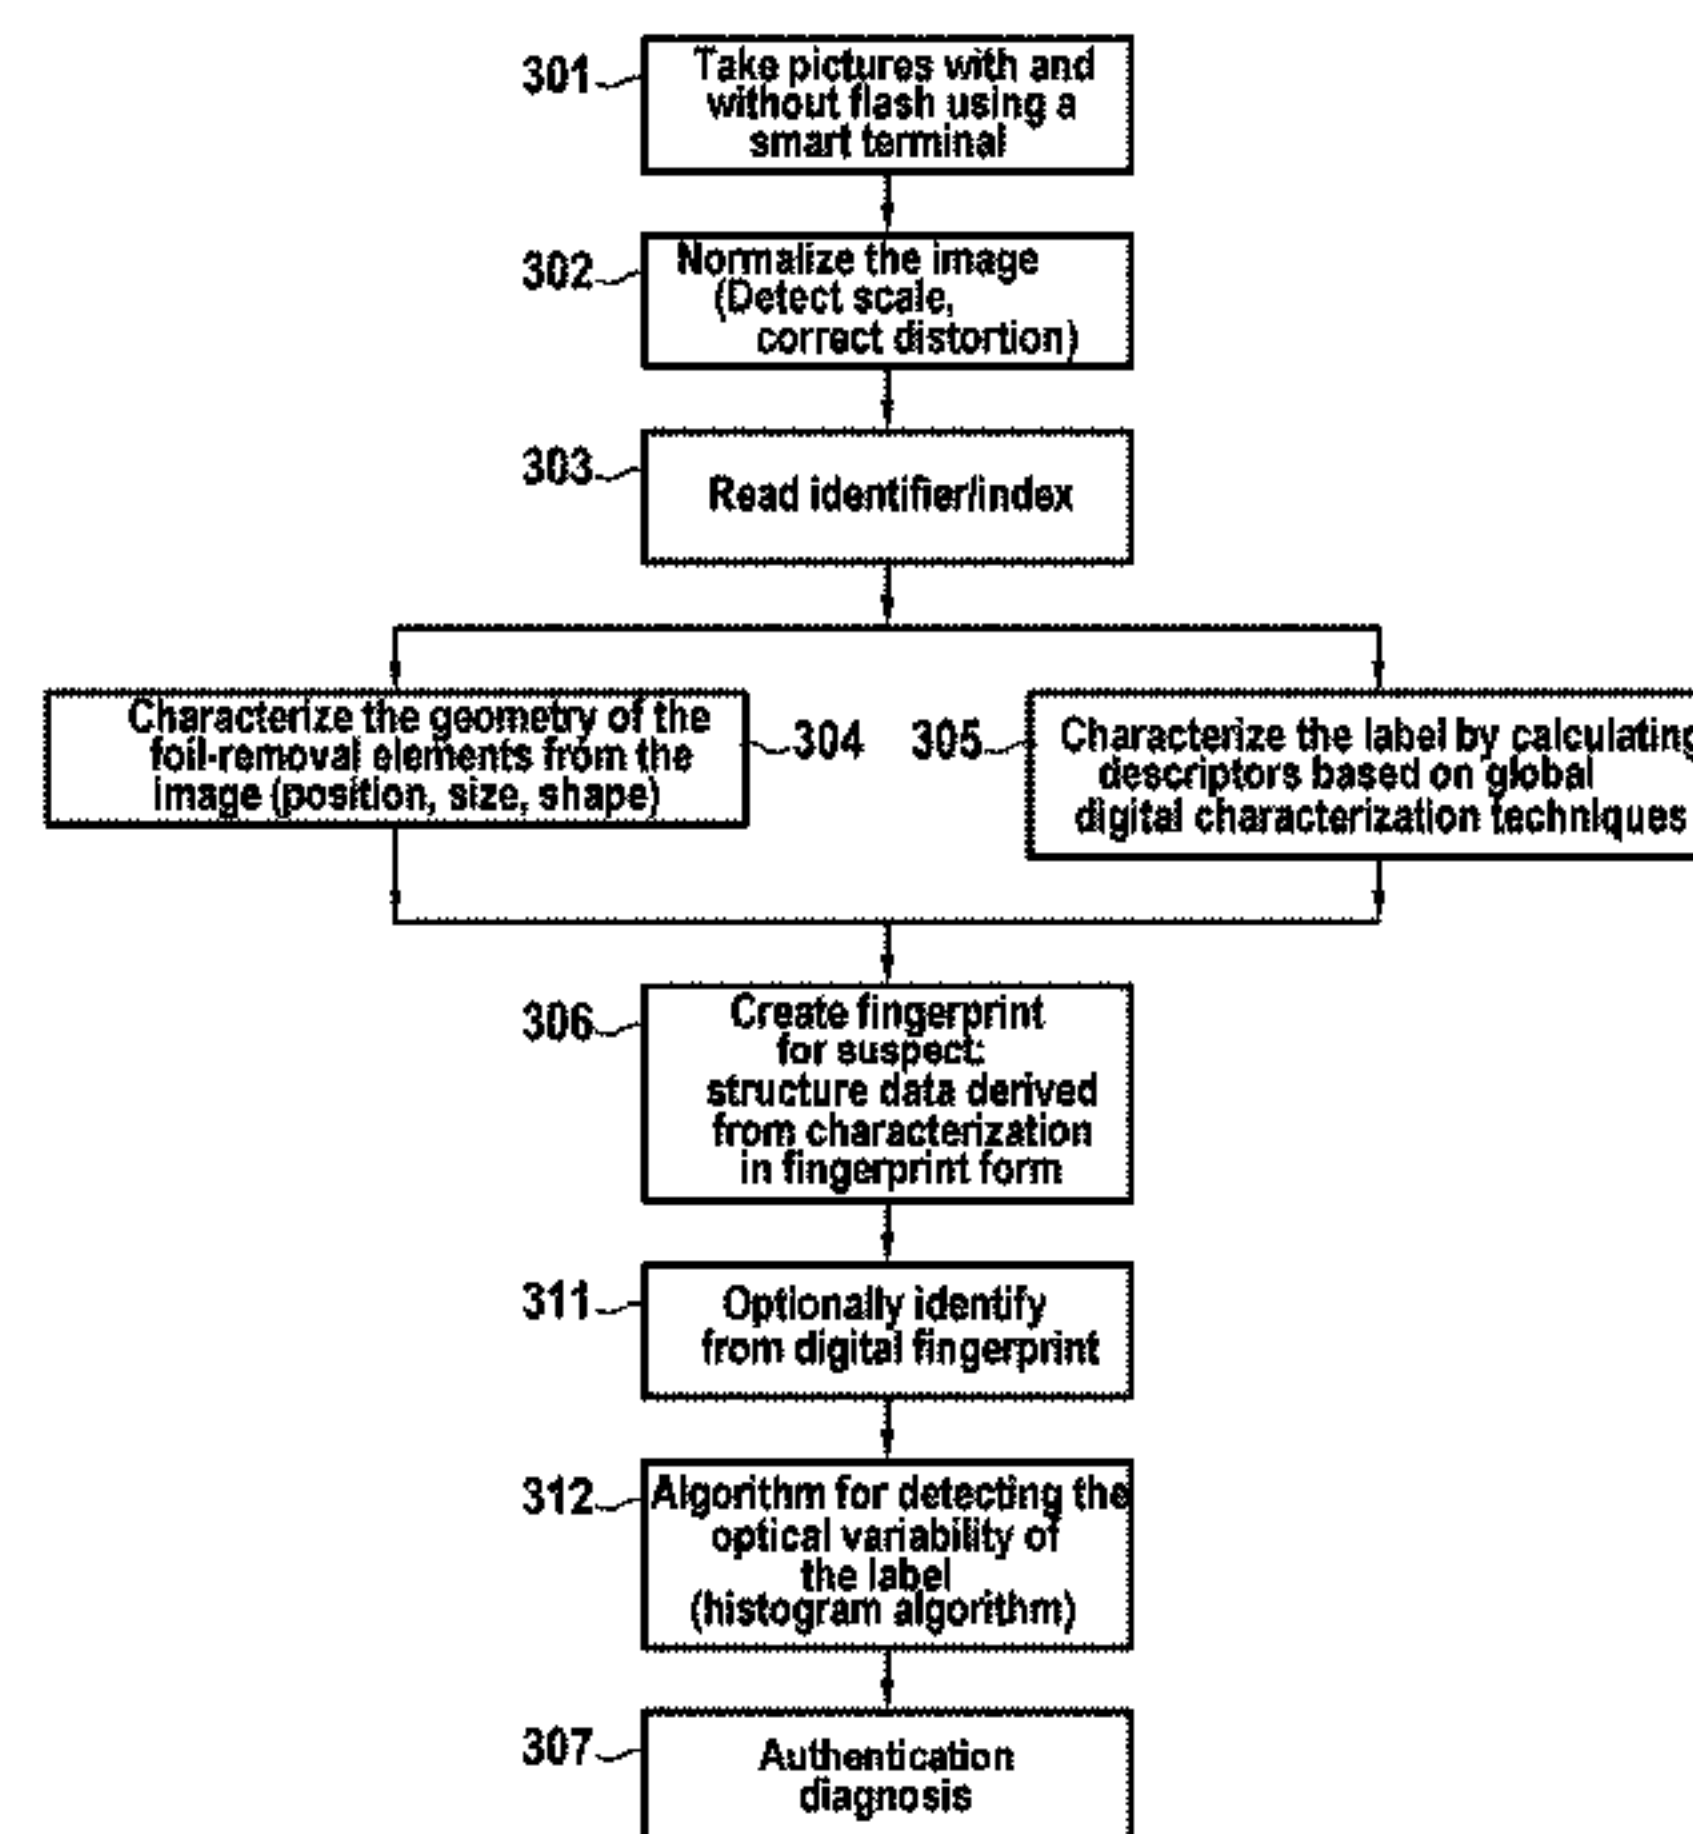 301
Take pictures with and
without flash using a
smart terminal
302
Normalize the image
(Detect scale,
correct distortion)
303
Read identifier/index
Characterize the geometry of the
foil-removal elements from the
image (position, size, shape)
304
305
Characterize the label by calculating
descriptors based on global
digital characterization techniques
306
Create fingerprint
for suspect:
structure data derived
from characterization
in fingerprint form
311
Optionally identify
from digital fingerprint
312
Algorithm for detecting the
optical variability of
the label
(histogram algorithm)
307
Authentication
diagnosis